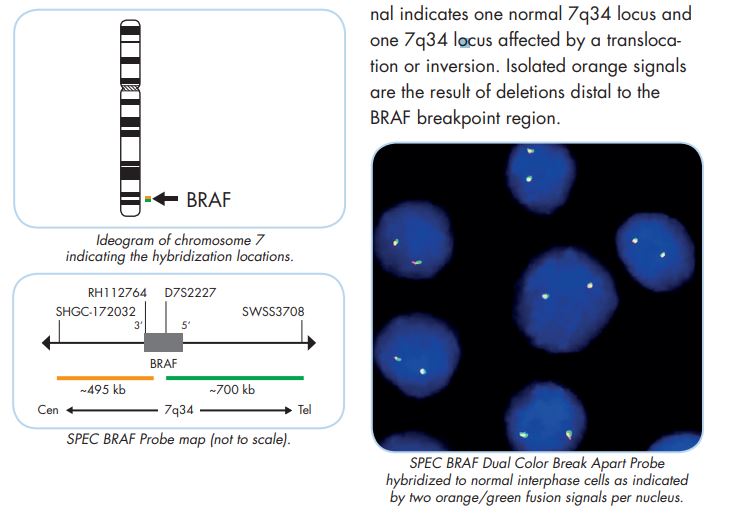 nal indicates one normal 7q34 locus and
one 7q34 locus affected by a transloca-
tion or inversion. Isolated orange signals
are the result of deletions distal to the
BRAF breakpoint region.
BRAF
Ideogram of chromosome 7
indicating the hybridization locations.
RH112764 D7S2227
SHGC-172032 SWSS3708
3' 5'
BRAF
~495 kb ~700 kb
Cen 7q34 Tel
SPEC BRAF Probe map (not to scale).
SPEC BRAF Dual Color Break Apart Probe
hybridized to normal interphase cells as indicated
by two orange/green fusion signals per nucleus.